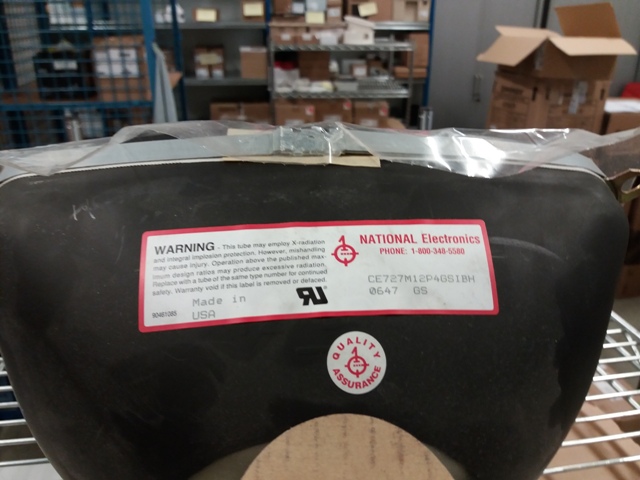 WARNING - This tube may employ X-radiation
and integral implosion protection. However, mishandling
may cause injury. Operation above the published max-
imum design ratings may produce excessive radiation.
Replace with a tube of the same type number for continued
safety. Warranty void if this label is removed or defaced.
Made in
USA
90481085
NATIONAL Electronics
PHONE: 1-800-348-5580
CE727M12P4GSIBH
0647 GS
QUALITY
ASSURANCE